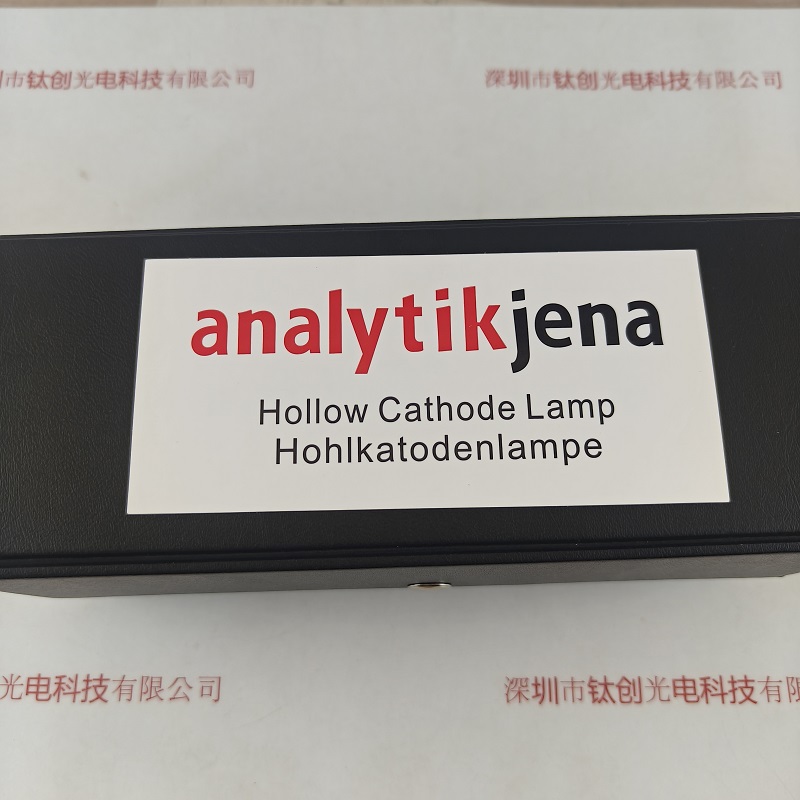 圳市钛创光电科技有限公司
深圳市钛创光电科技有限公司
analytikjena
Hollow Cathode Lamp
Hohlkatodenlampe
光电科技有限公司
深圳市钛创光电科技有限